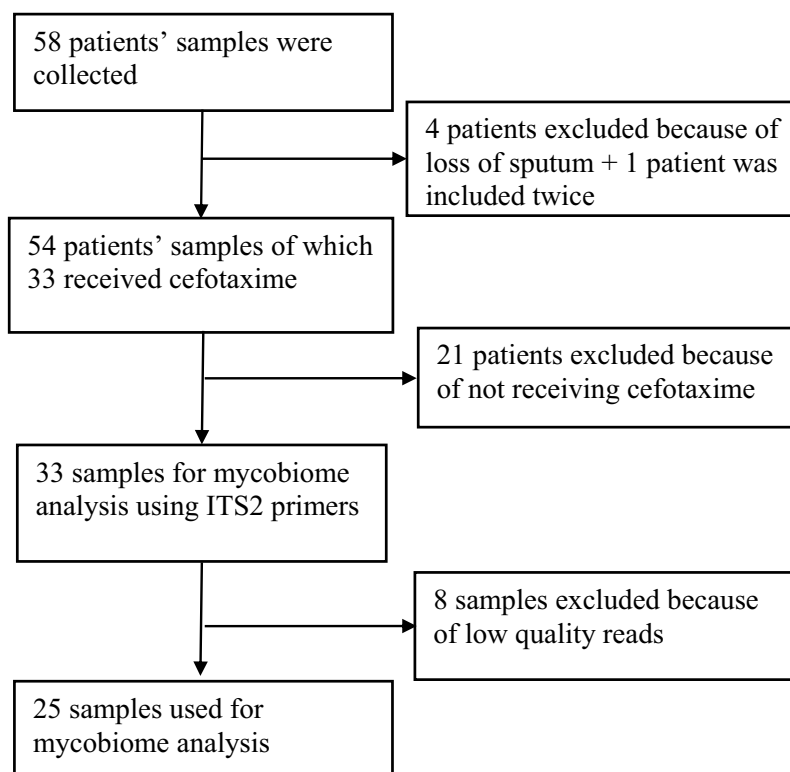 58 patients’ samples were
collected
4 patients excluded because of
loss of sputum + 1 patient was
included twice
54 patients’ samples of which
33 received cefotaxime
21 patients excluded because
of not receiving cefotaxime
33 samples for mycobiome
analysis using ITS2 primers
8 samples excluded because
of low quality reads
25 samples used for
mycobiome analysis